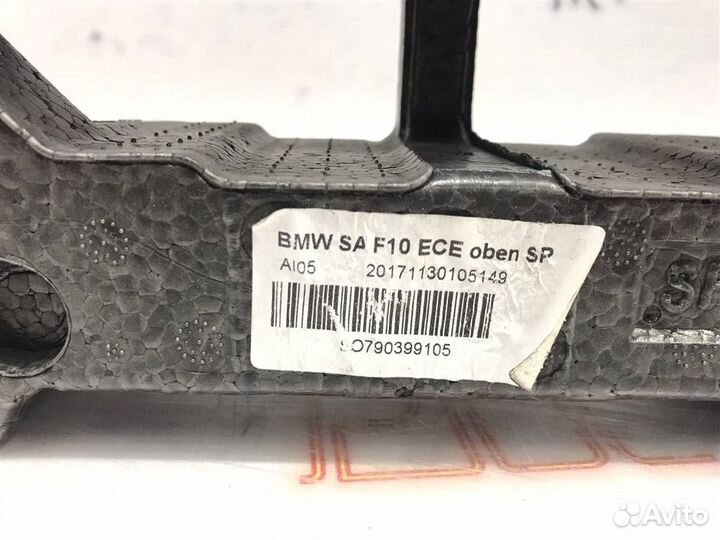 BMW SA F10 ECE oben SP
AI05 20171130105149
SO790399105
Avito